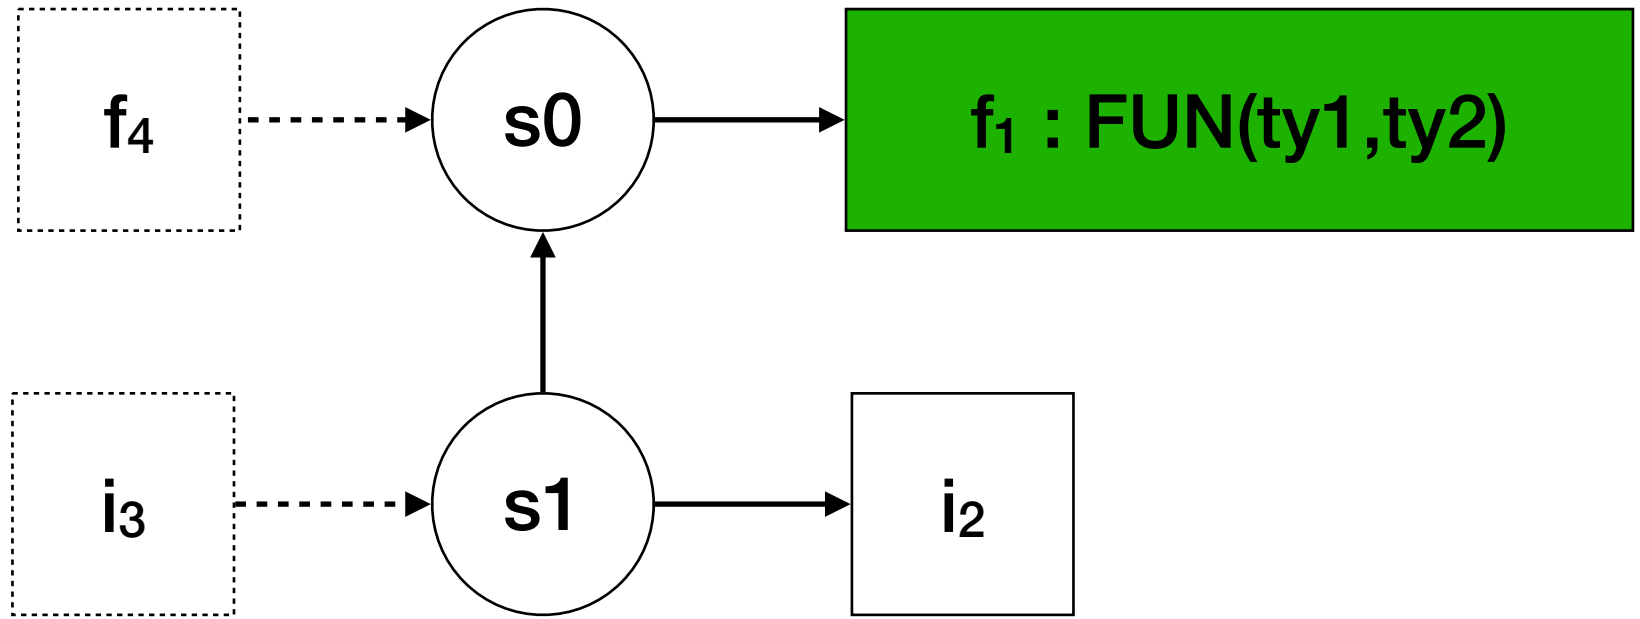 f₄
s0
f₁ : FUN(ty1,ty2)
i₃
s1
i₂